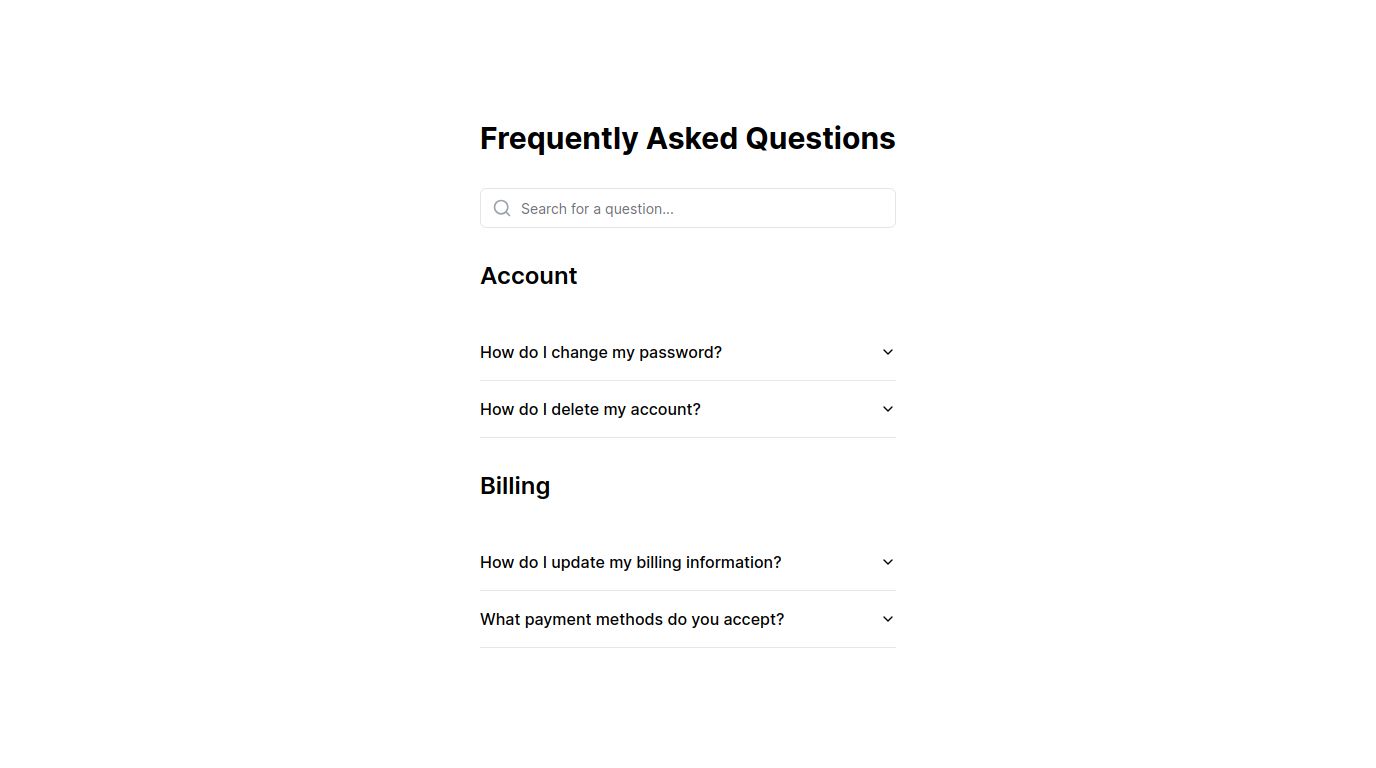 Frequently Asked Questions
Search for a question...
Account
How do I change my password?
How do I delete my account?
Billing
How do I update my billing information?
What payment methods do you accept?